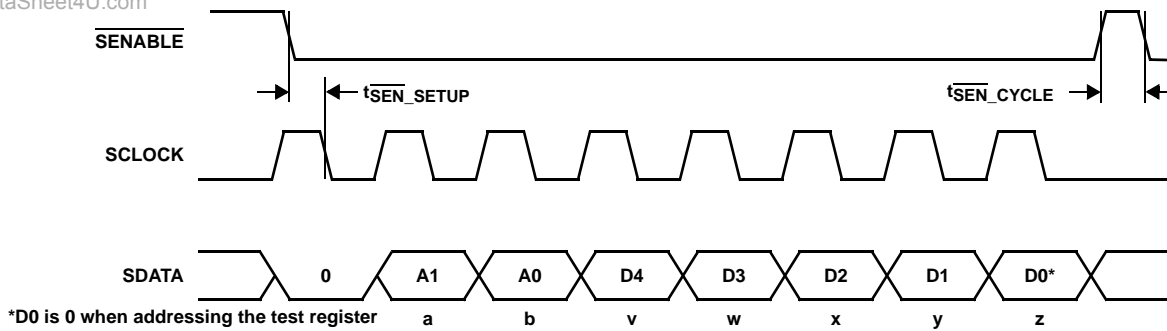 taSheet4U.com
SENABLE
tSEN_SETUP
tSEN_CYCLE
SCLOCK
SDATA 0 A1 A0 D4 D3 D2 D1 D0*
*D0 is 0 when addressing the test register a b v w x y z